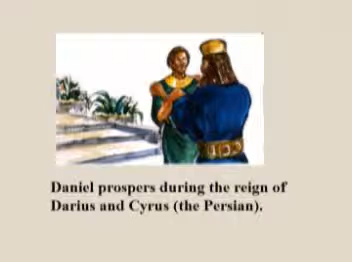 Daniel prospers during the reign of
Darius and Cyrus (the Persian).